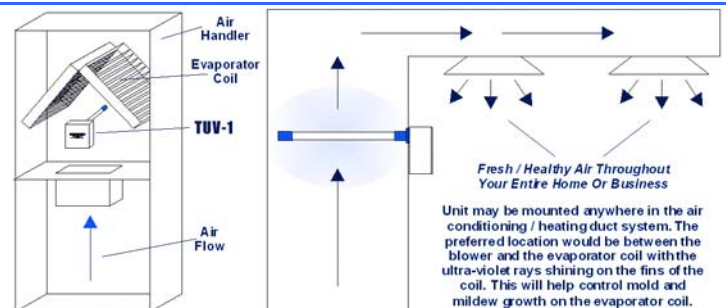 Air
Handler
Evaporator
Coil
TUV-1
Air
Flow
Fresh / Healthy Air Throughout
Your Entire Home Or Business
Unit may be mounted anywhere in the air
conditioning / heating duct system. The
preferred location would be between the
blower and the evaporator coil with the
ultra-violet rays shining on the fins of the
coil. This will help control mold and
mildew growth on the evaporator coil.